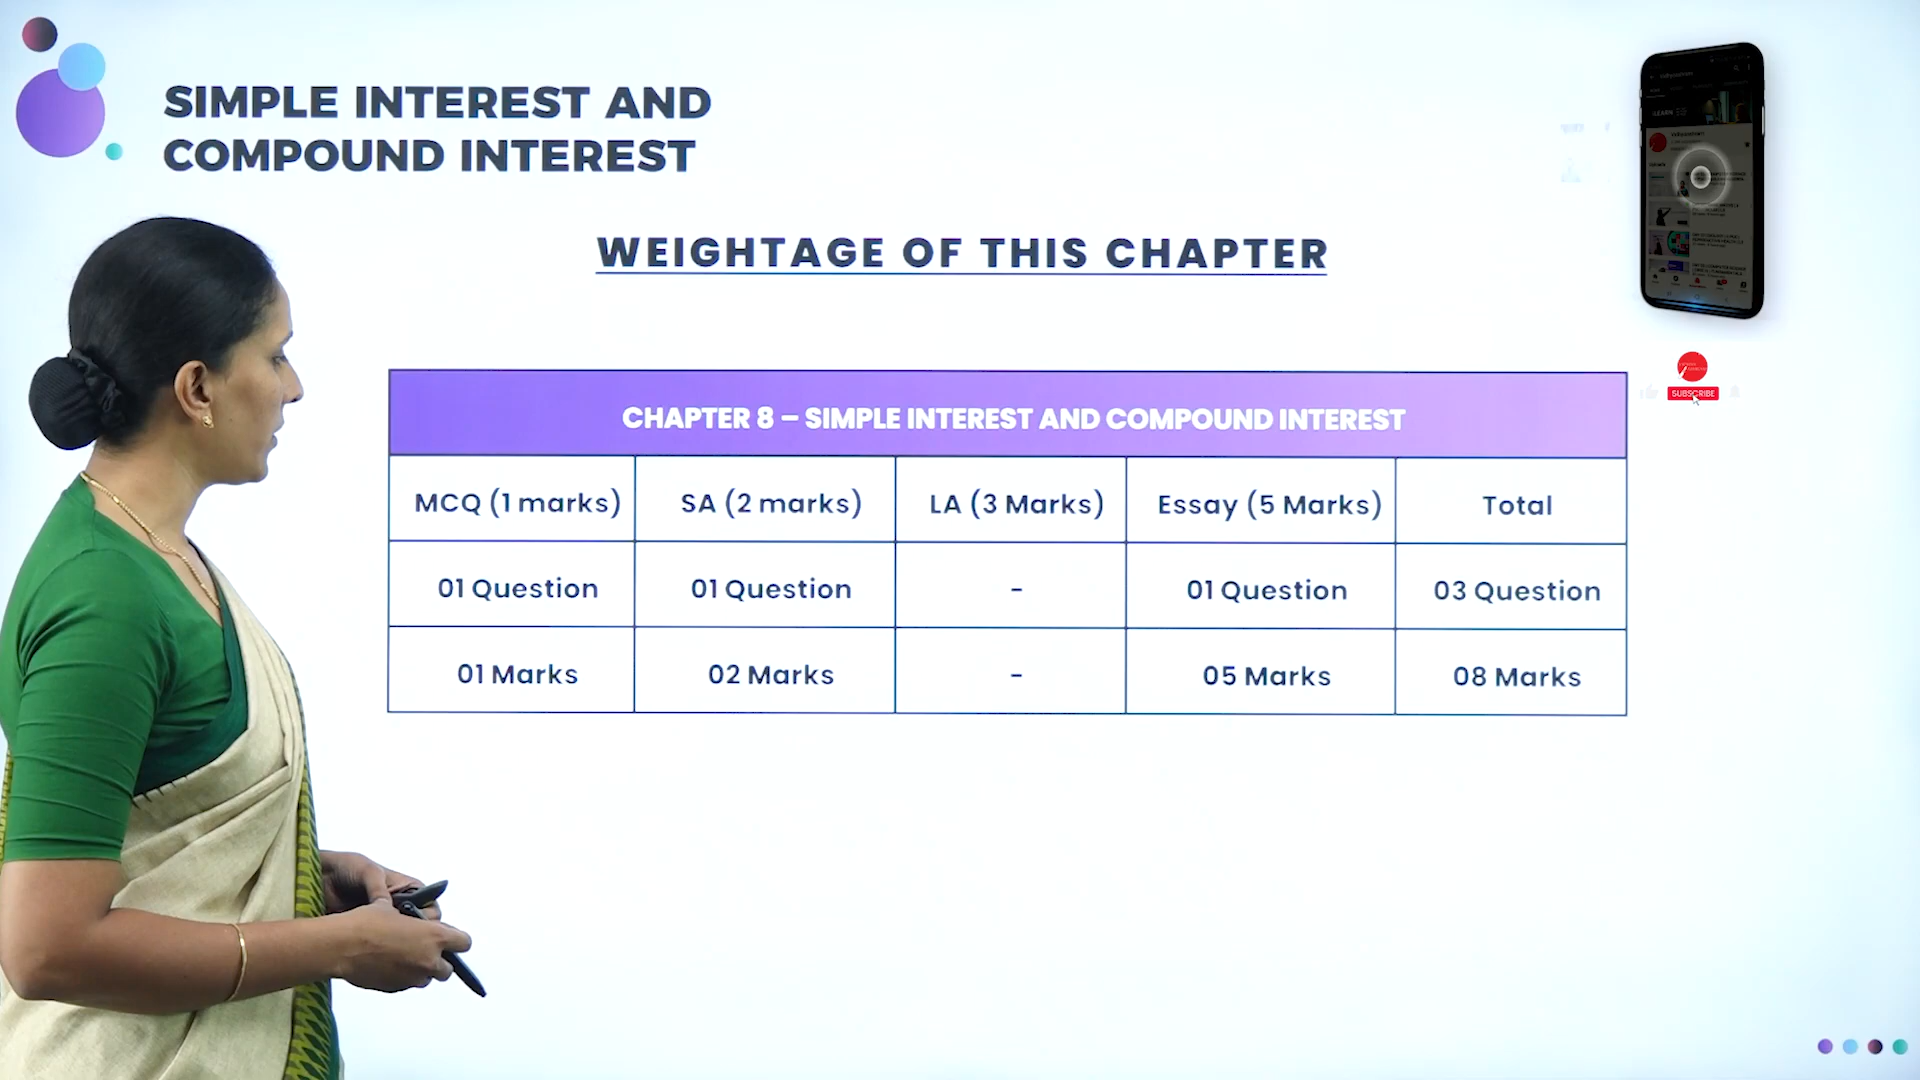 SIMPLE INTEREST AND
COMPOUND INTEREST
WEIGHTAGE OF THIS CHAPTER
CHAPTER 8 – SIMPLE INTEREST AND COMPOUND INTEREST
MCQ (1 marks) SA (2 marks) LA (3 Marks) Essay (5 Marks) Total
01 Question 01 Question - 01 Question 03 Question
01 Marks 02 Marks - 05 Marks 08 Marks
SUBSCRIBE